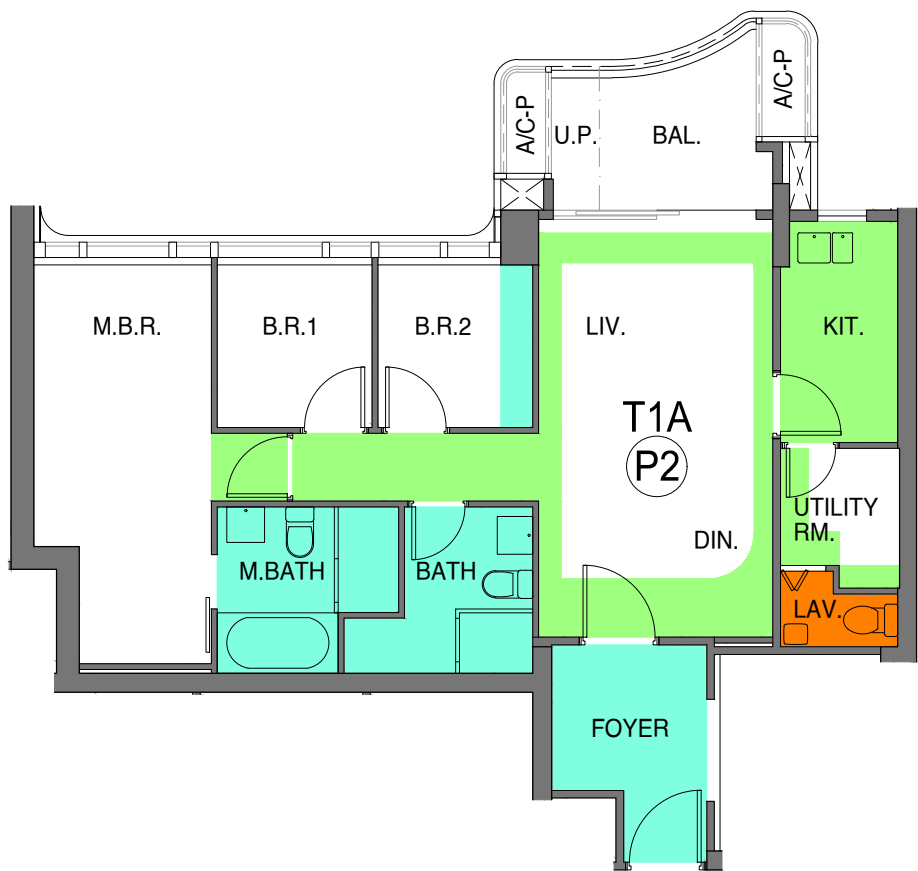 A/C-P
A/C-P
U.P.
BAL.
M.B.R.
B.R.1
B.R.2
LIV.
KIT.
T1A
P2
UTILITY
RM.
DIN.
M.BATH
BATH
LAV.
FOYER